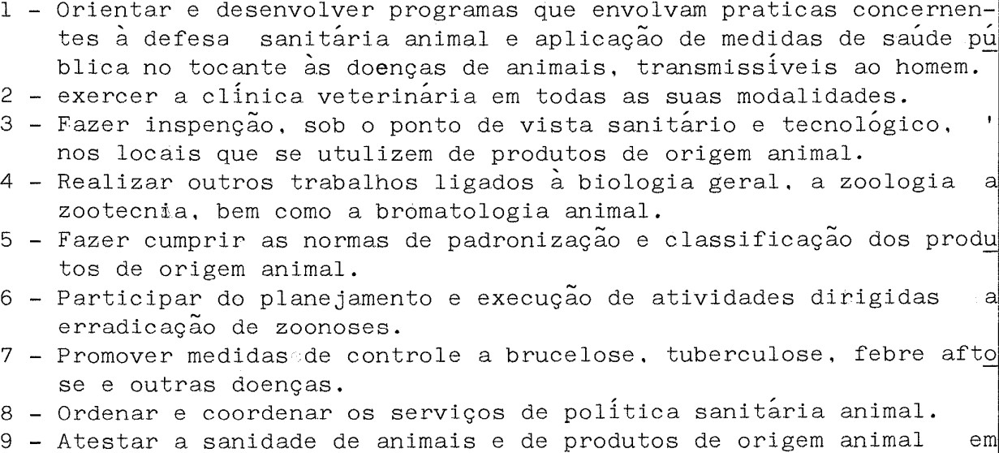 1 - Orientar e desenvolver programas que envolvam praticas concernen-
tes à defesa sanitária animal e aplicação de medidas de saúde pú
blica no tocante às doenças de animais, transmissíveis ao homem.
2 - exercer a clínica veterinária em todas as suas modalidades.
3 - Fazer inspenção, sob o ponto de vista sanitário e tecnológico, '
nos locais que se utulizem de produtos de origem animal.
4 - Realizar outros trabalhos ligados à biologia geral, a zoologia a
zootecnia, bem como a bromatologia animal.
5 - Fazer cumprir as normas de padronização e classificação dos produ
tos de origem animal.
6 - Participar do planejamento e execução de atividades dirigidas a
erradicação de zoonoses.
7 - Promover medidas de controle a brucelose, tuberculose, febre afto
se e outras doenças.
8 - Ordenar e coordenar os serviços de política sanitária animal.
9 - Atestar a sanidade de animais e de produtos de origem animal em